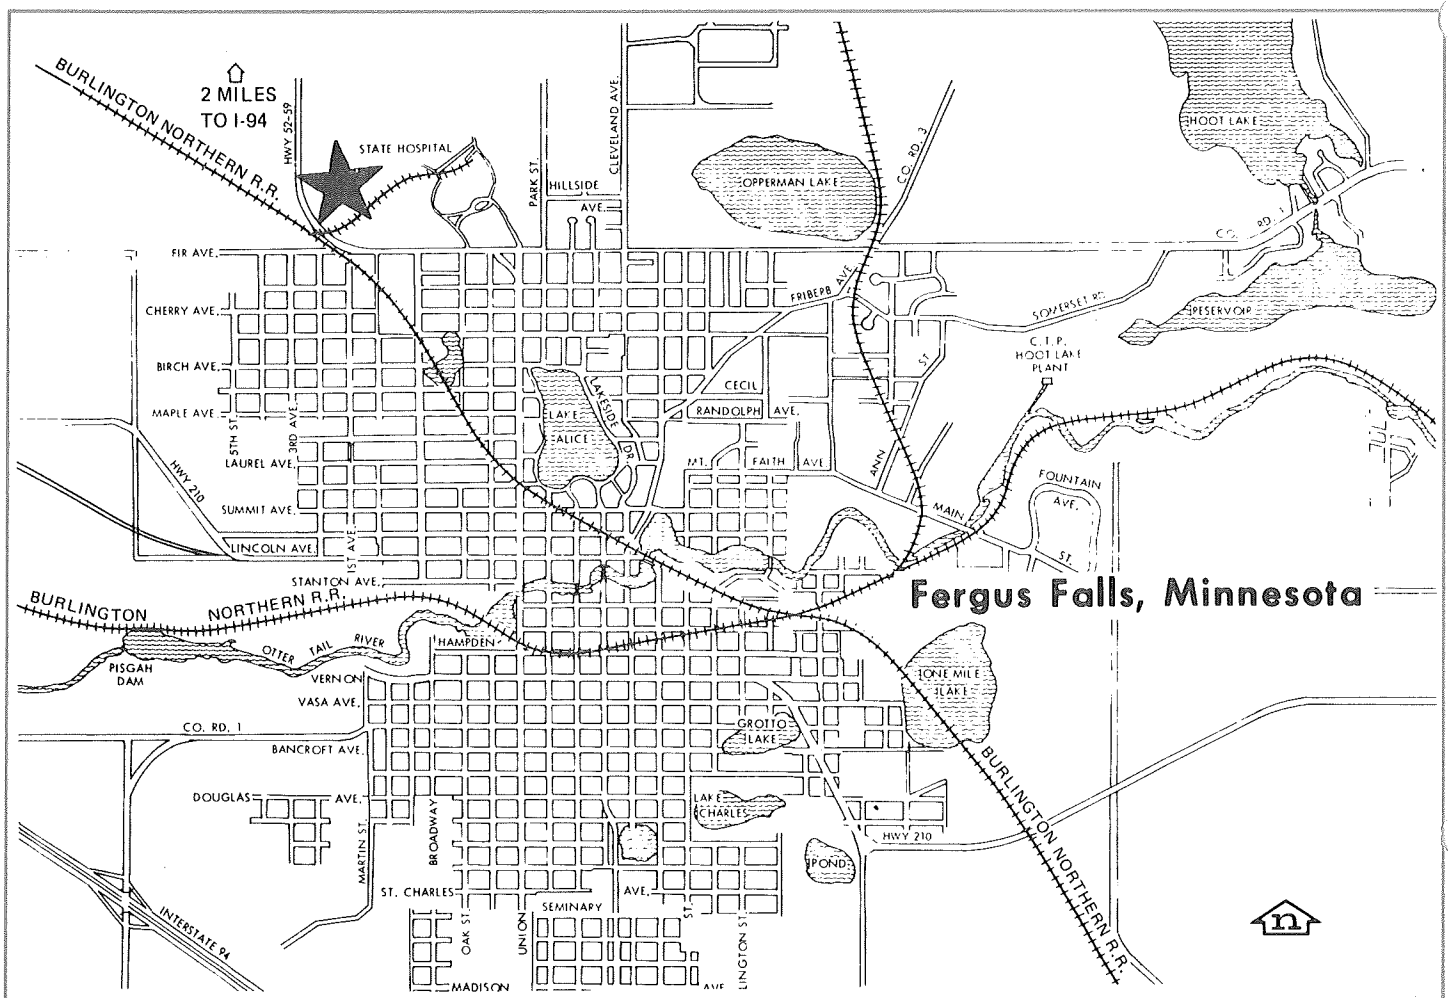 BURLINGTON NORTHERN R.R.
2 MILES
TO I-94
HWY 52-59
STATE HOSPITAL
PARK ST.
HILLSIDE
AVE.
CLEVELAND AVE.
OPPERMAN LAKE
CO. RD. 3
HOOT LAKE
CO. RD. 1
FIR AVE.
CHERRY AVE.
FRIBERB AVE.
SOMERSET RD
RESERVOIR
C.T.P.
HOOT LAKE
PLANT
BIRCH AVE.
MAPLE AVE.
5TH ST.
3RD AVE.
LAKE
ALICE
LAKESIDE DR.
CECIL
RANDOLPH AVE.
ANN ST
LAUREL AVE.
MT. FAITH AVE
HWY 210
FOUNTAIN
AVE.
SUMMIT AVE.
MAIN ST.
LINCOLN AVE.
1ST AVE.
STANTON AVE.
BURLINGTON NORTHERN R.R.
Fergus Falls, Minnesota
OTTER TAIL RIVER
HAMPDEN
PISGAH
DAM
VERNON
VASA AVE.
ONE MILE
LAKE
CO. RD. 1
BANCROFT AVE.
GROTTO
LAKE
BURLINGTON NORTHERN R.R.
DOUGLAS AVE.
LAKE
CHARLES
MARTIN ST.
BROADWAY
HWY 210
POND
ST. CHARLES AVE.
SEMINARY
INTERSTATE 94
OAK ST.
UNION
ST.
LINGTON ST.
MADISON AVE
n